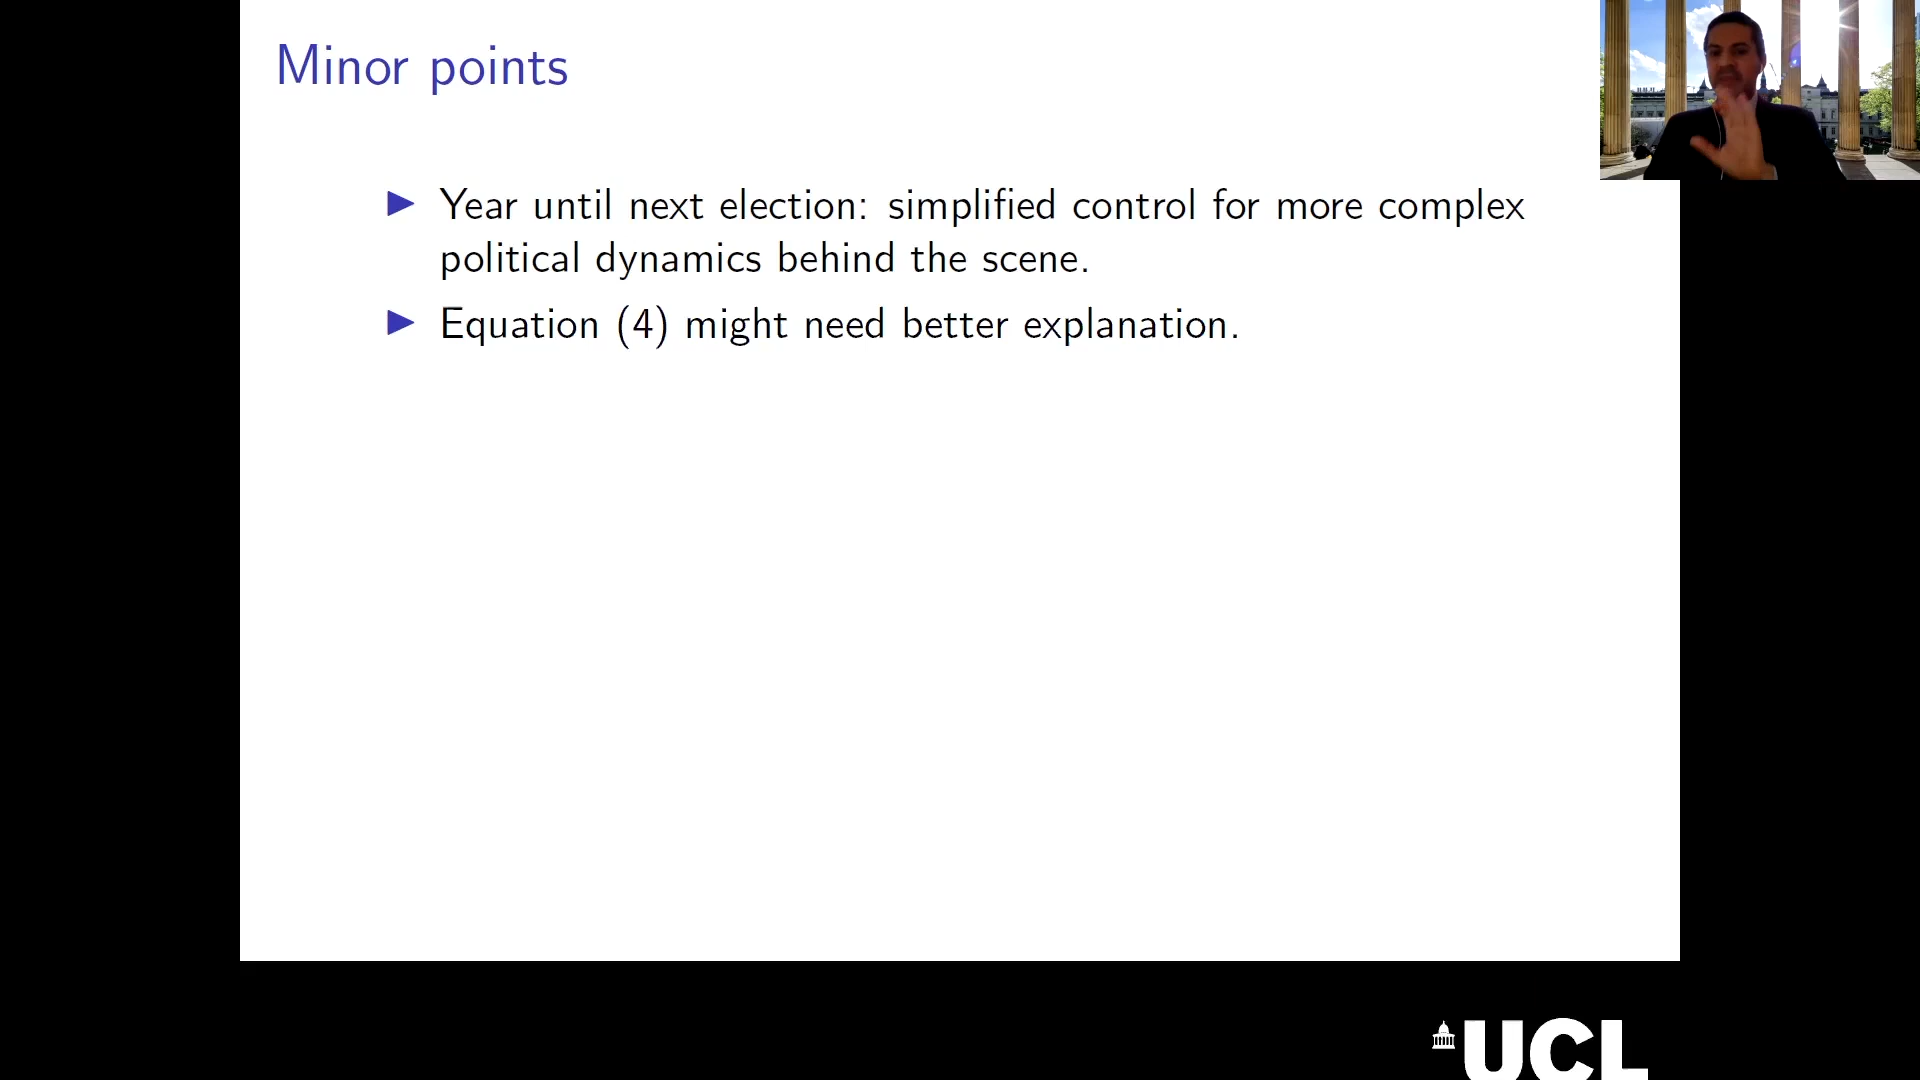 Minor points
▶ Year until next election: simplified control for more complex
political dynamics behind the scene.
▶ Equation (4) might need better explanation.
UCL